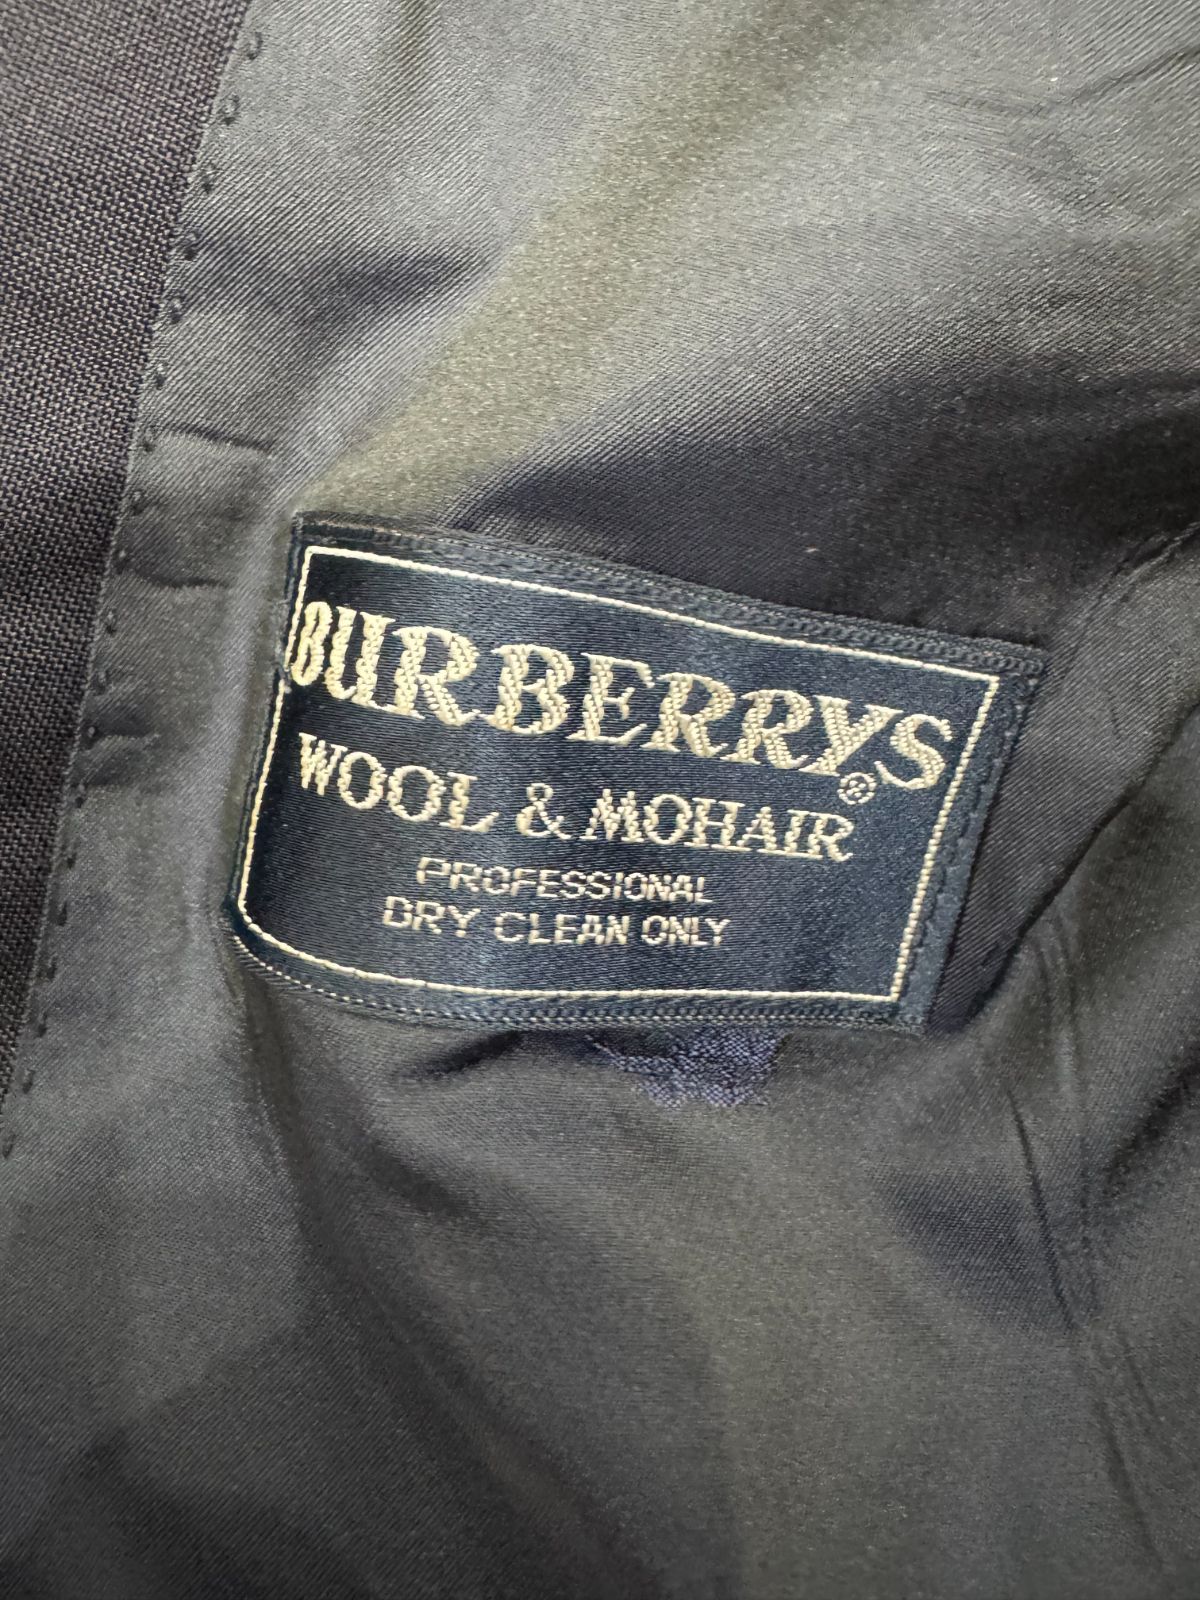 BURBERRYS®
WOOL & MOHAIR
PROFESSIONAL
DRY CLEAN ONLY